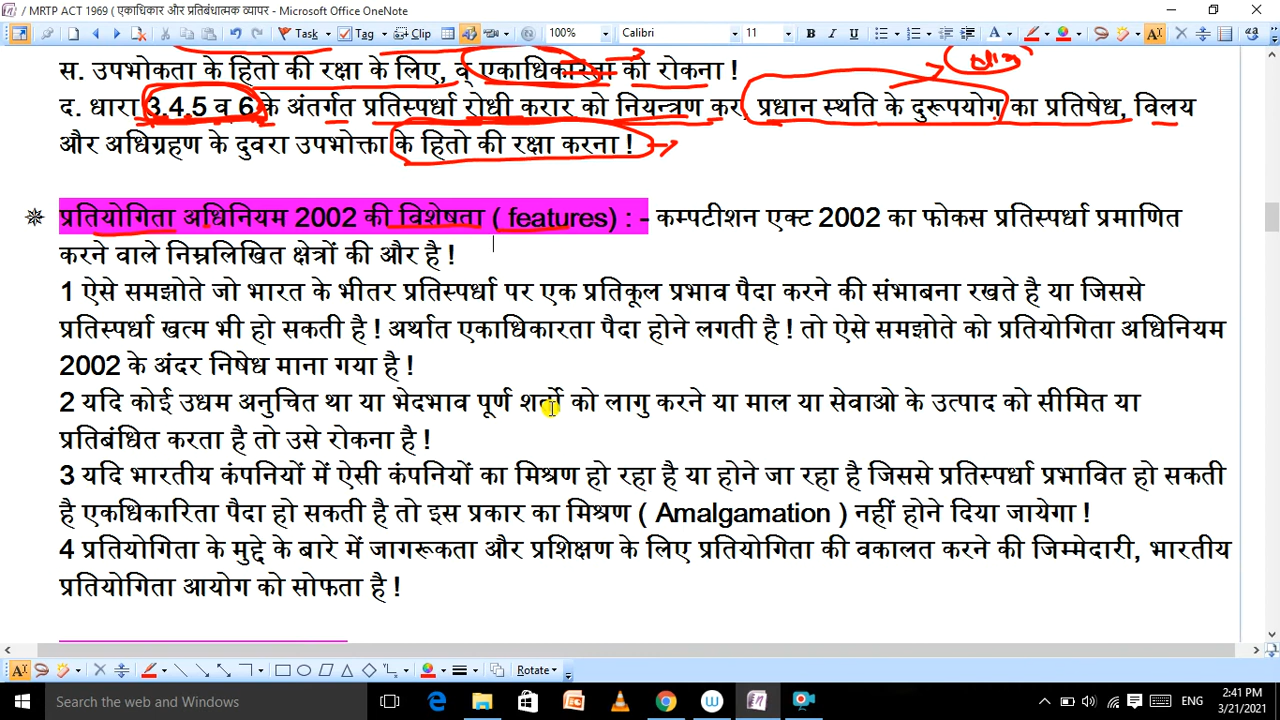 / MRTP ACT 1969 ( एकाधिकार और प्रतिबंधात्मक व्यापर - Microsoft OneNote
Task Tag Clip 100% Calibri 11 B I U A
स. उपभोकता के हितो की रक्षा के लिए, व् एकाधिकारता को रोकना !
द. धारा 3,4,5 व 6 के अंतर्गत प्रतिस्पर्धा रोधी करार को नियन्त्रण कर, प्रधान स्थति के दुरूपयोग का प्रतिषेध, विलय
और अधिग्रहण के दुवरा उपभोक्ता के हितो की रक्षा करना !
प्रतियोगिता अधिनियम 2002 की विशेषता ( features) : - कम्पटीशन एक्ट 2002 का फोकस प्रतिस्पर्धा प्रमाणित
करने वाले निम्नलिखित क्षेत्रों की और है !
1 ऐसे समझोते जो भारत के भीतर प्रतिस्पर्धा पर एक प्रतिकूल प्रभाव पैदा करने की संभाबना रखते है या जिससे
प्रतिस्पर्धा खत्म भी हो सकती है ! अर्थात एकाधिकारता पैदा होने लगती है ! तो ऐसे समझोते को प्रतियोगिता अधिनियम
2002 के अंदर निषेध माना गया है !
2 यदि कोई उधम अनुचित था या भेदभाव पूर्ण शर्तो को लागु करने या माल या सेवाओ के उत्पाद को सीमित या
प्रतिबंधित करता है तो उसे रोकना है !
3 यदि भारतीय कंपनियों में ऐसी कंपनियों का मिश्रण हो रहा है या होने जा रहा है जिससे प्रतिस्पर्धा प्रभावित हो सकती
है एकधिकारिता पैदा हो सकती है तो इस प्रकार का मिश्रण ( Amalgamation ) नहीं होने दिया जायेगा !
4 प्रतियोगिता के मुद्दे के बारे में जागरूकता और प्रशिक्षण के लिए प्रतियोगिता की वकालत करने की जिम्मेदारी, भारतीय
प्रतियोगिता आयोग को सोफता है !
Rotate
Search the web and Windows
ENG
2:41 PM
3/21/2021